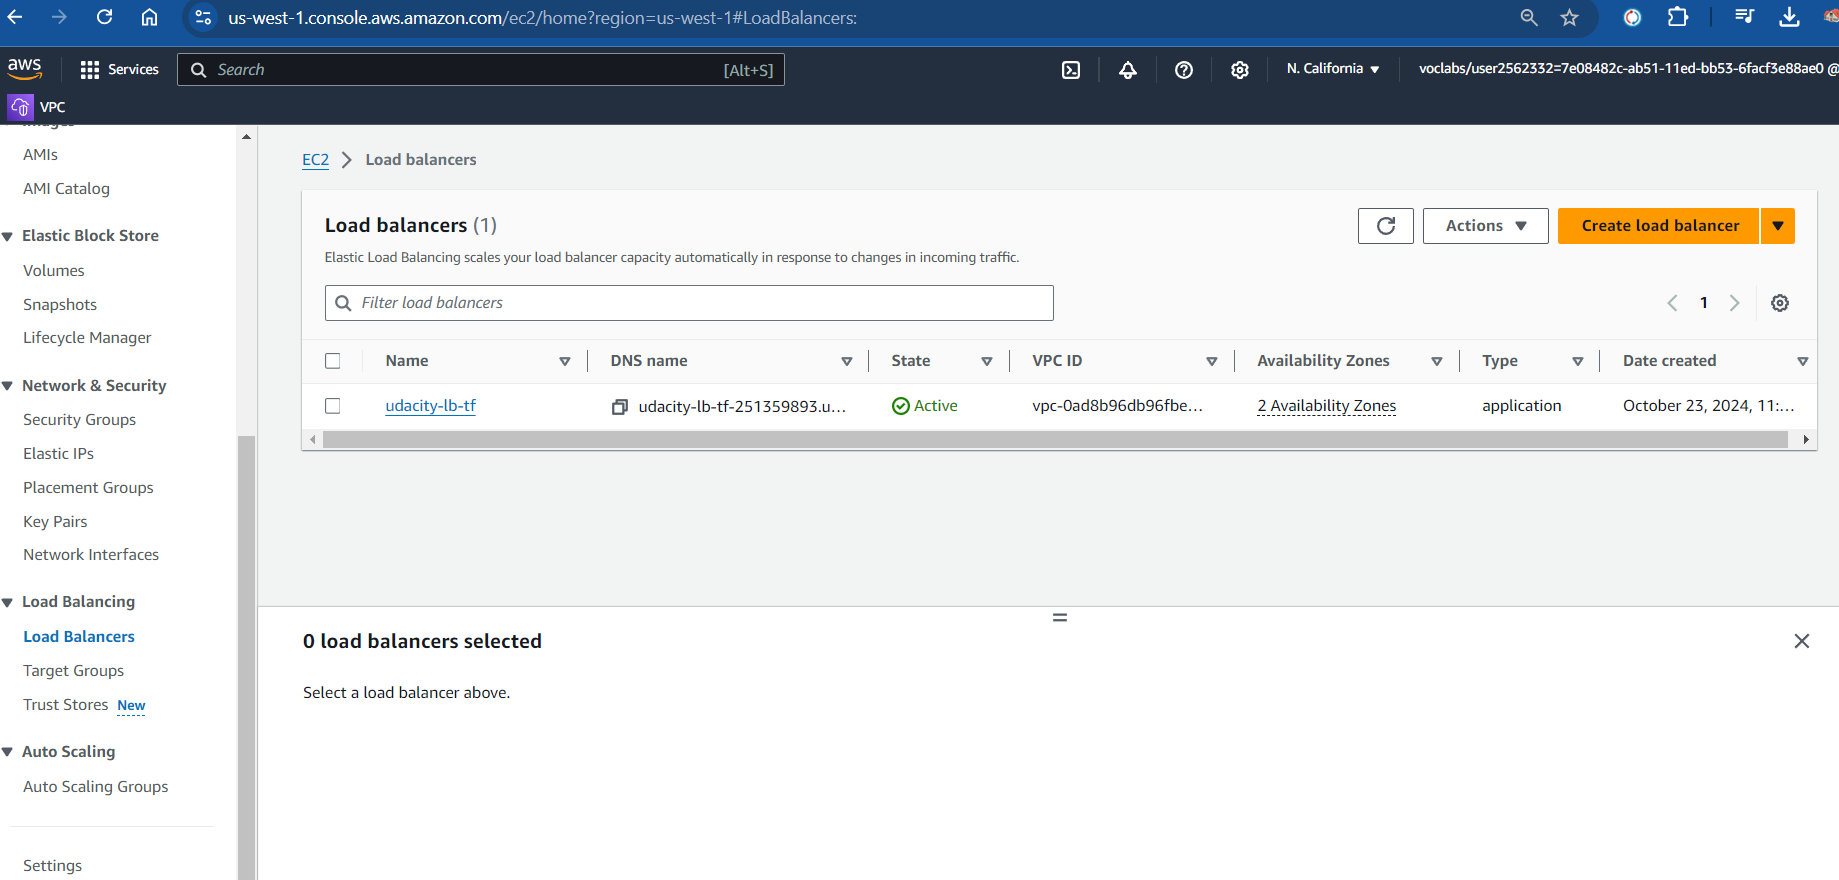 us-west-1.console.aws.amazon.com/ec2/home?region=us-west-1#LoadBalancers:
aws
Services
Search
[Alt+S]
N. California
voclabs/user2562332=7e08482c-ab51-11ed-bb53-6facf3e88ae0 @
VPC
Images
AMIs
AMI Catalog
Elastic Block Store
Volumes
Snapshots
Lifecycle Manager
Network & Security
Security Groups
Elastic IPs
Placement Groups
Key Pairs
Network Interfaces
Load Balancing
Load Balancers
Target Groups
Trust Stores New
Auto Scaling
Auto Scaling Groups
Settings
EC2 > Load balancers
Load balancers (1)
Actions
Create load balancer
Elastic Load Balancing scales your load balancer capacity automatically in response to changes in incoming traffic.
Filter load balancers
1
Name DNS name State VPC ID Availability Zones Type Date created
udacity-lb-tf udacity-lb-tf-251359893.u... Active vpc-0ad8b96db96fbe... 2 Availability Zones application October 23, 2024, 11:...
0 load balancers selected
Select a load balancer above.